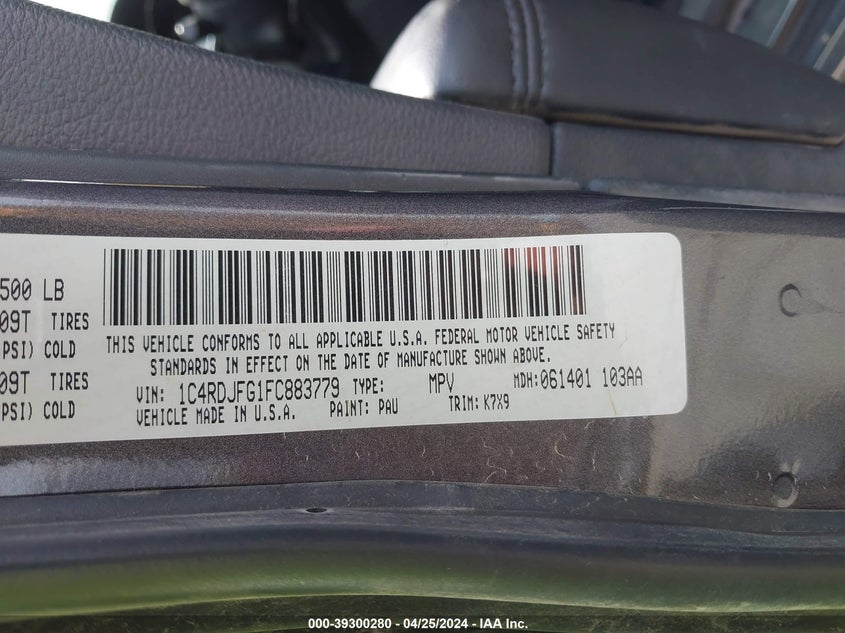 500 LB
09T TIRES
PSI) COLD
09T TIRES
PSI) COLD
THIS VEHICLE CONFORMS TO ALL APPLICABLE U.S.A. FEDERAL MOTOR VEHICLE SAFETY
STANDARDS IN EFFECT ON THE DATE OF MANUFACTURE SHOWN ABOVE.
VIN: 1C4RDJFG1FC883779 TYPE: MPV MDH: 061401 103AA
VEHICLE MADE IN U.S.A. PAINT: PAU TRIM: K7X9
000-39300280 - 04/25/2024 - IAA Inc.